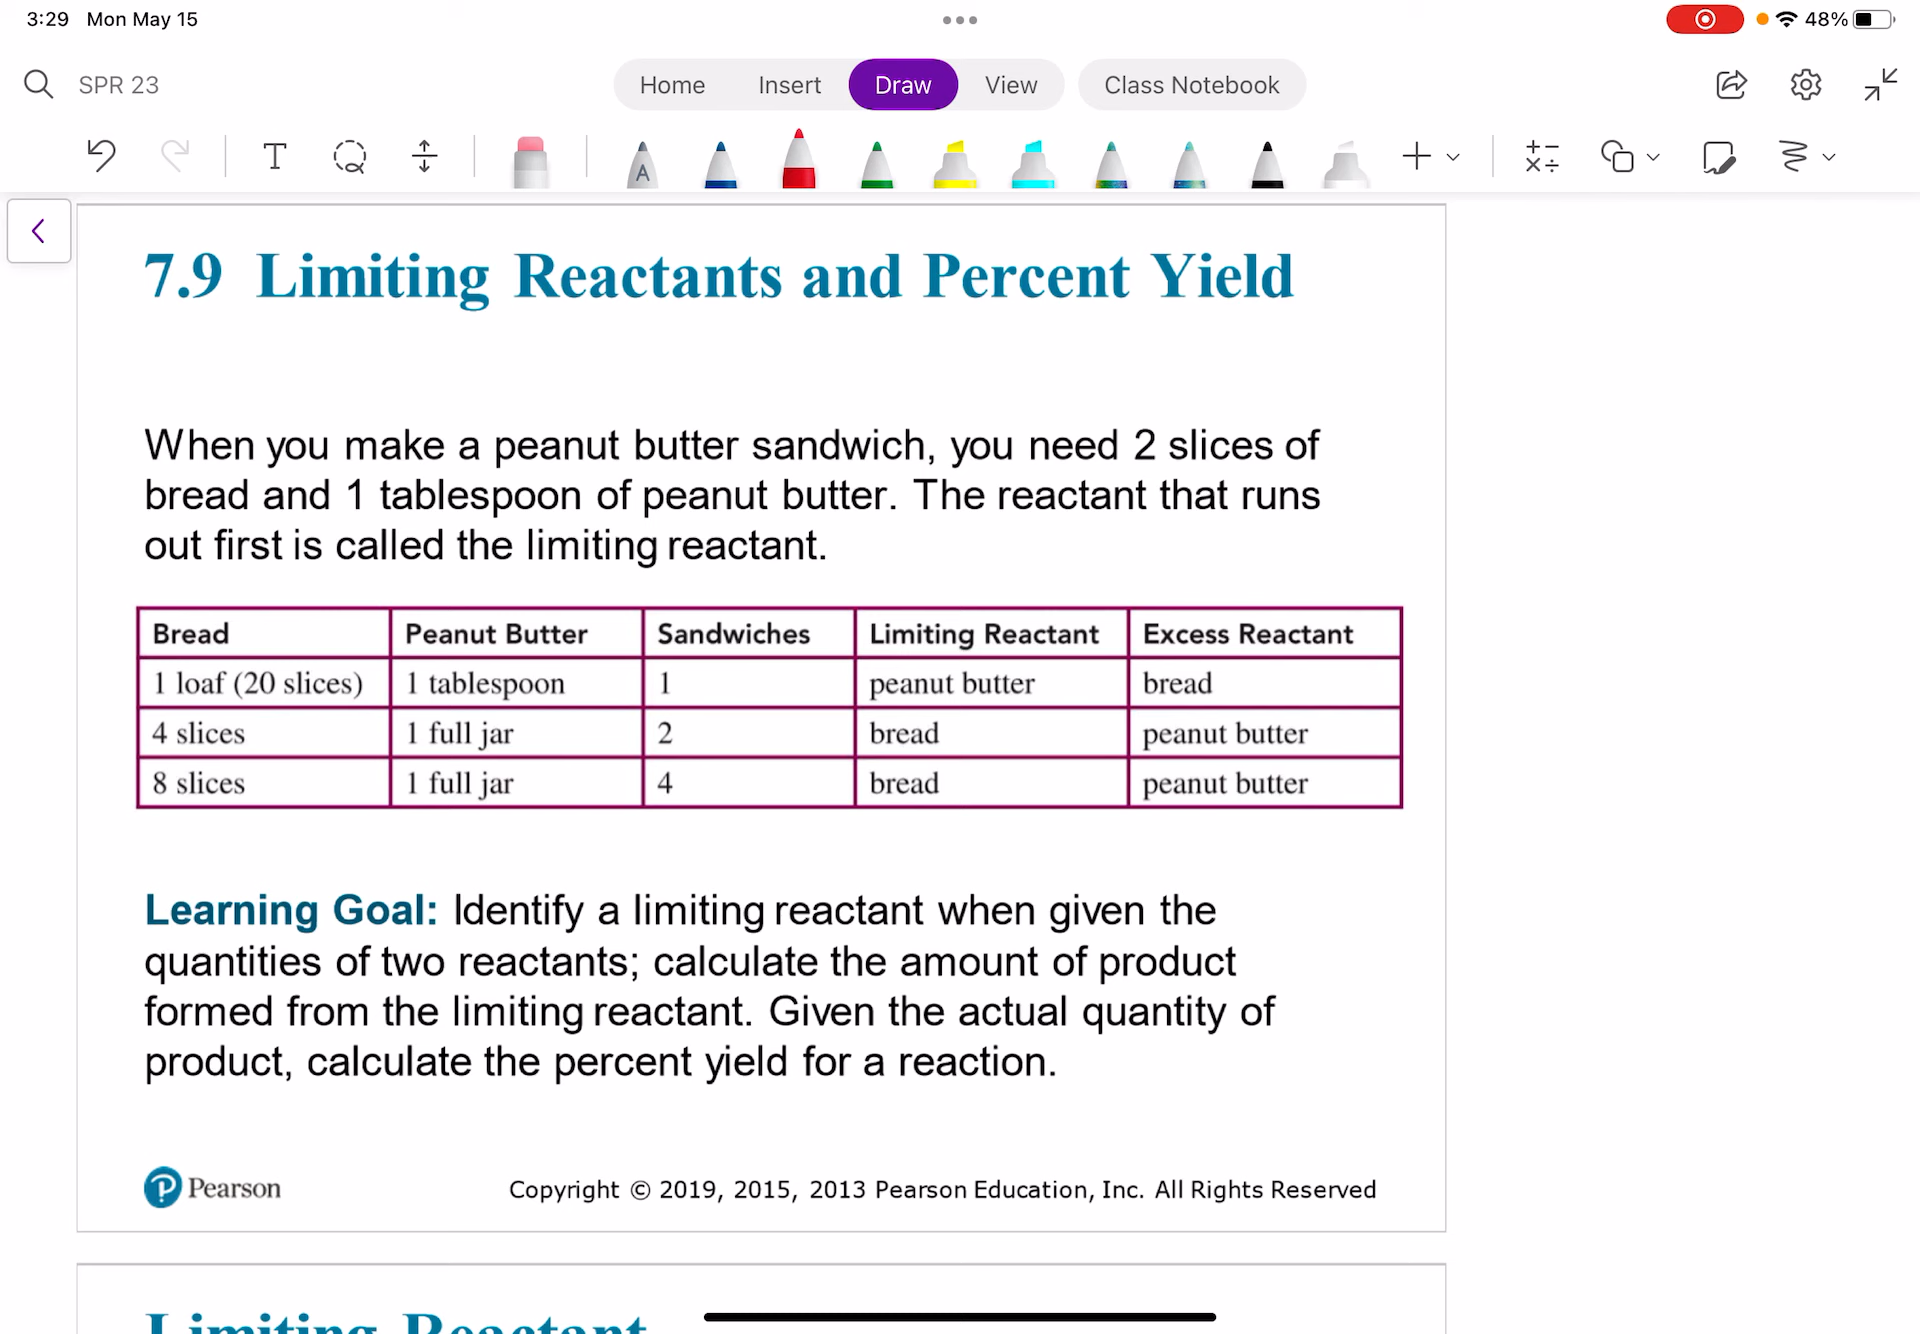 3:29 Mon May 15
48%
SPR 23
Home Insert Draw View Class Notebook
T
A
7.9 Limiting Reactants and Percent Yield
When you make a peanut butter sandwich, you need 2 slices of
bread and 1 tablespoon of peanut butter. The reactant that runs
out first is called the limiting reactant.
Bread Peanut Butter Sandwiches Limiting Reactant Excess Reactant
1 loaf (20 slices) 1 tablespoon 1 peanut butter bread
4 slices 1 full jar 2 bread peanut butter
8 slices 1 full jar 4 bread peanut butter
Learning Goal: Identify a limiting reactant when given the
quantities of two reactants; calculate the amount of product
formed from the limiting reactant. Given the actual quantity of
product, calculate the percent yield for a reaction.
P Pearson
Copyright © 2019, 2015, 2013 Pearson Education, Inc. All Rights Reserved
Limiting Reactant